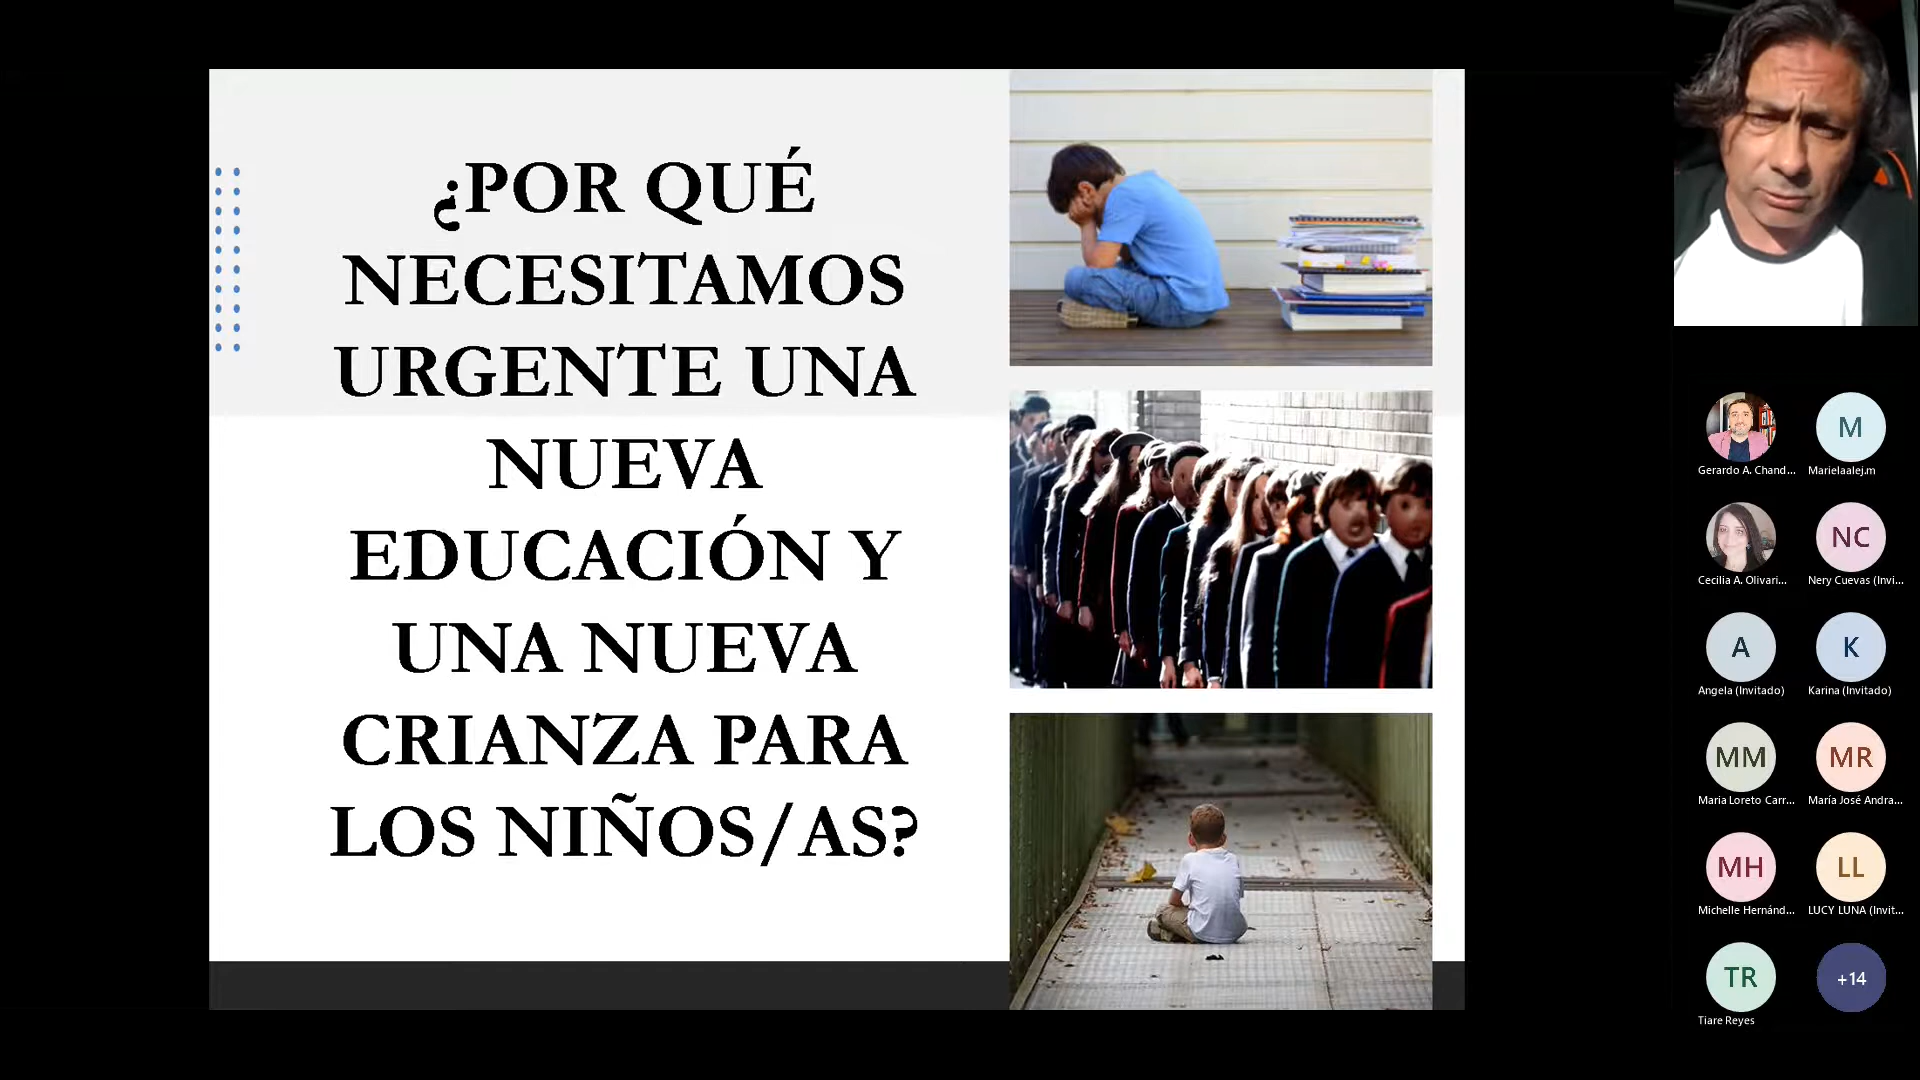 ¿POR QUÉ
NECESITAMOS
URGENTE UNA
NUEVA
EDUCACIÓN Y
UNA NUEVA
CRIANZA PARA
LOS NIÑOS/AS?
M
Gerardo A. Chand...
Marielaalej.m
NC
Cecilia A. Olivari...
Nery Cuevas (Invi...
A
K
Angela (Invitado)
Karina (Invitado)
MM
MR
Maria Loreto Carr...
María José Andra...
MH
LL
Michelle Hernánd...
LUCY LUNA (Invit...
TR
+14
Tiare Reyes